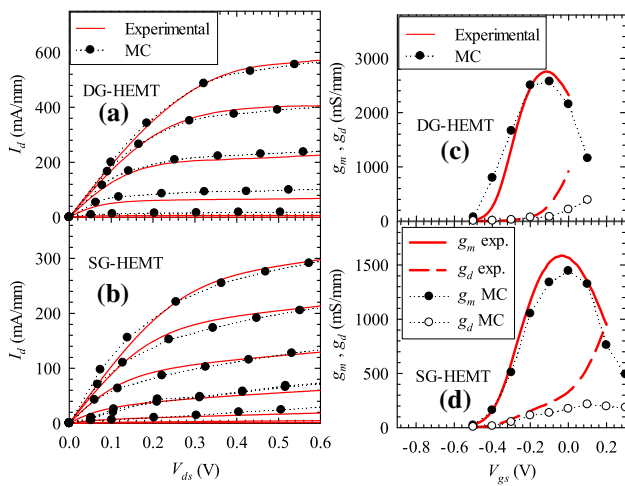 Experimental
MC
600
DG-HEMT
(a)
400
200
0
I_d (mA/mm)
SG-HEMT
(b)
300
200
100
0
I_d (mA/mm)
0.0 0.1 0.2 0.3 0.4 0.5 0.6
V_ds (V)
Experimental
MC
3000
DG-HEMT
(c)
2000
1000
0
g_m , g_d (mS/mm)
g_m exp.
g_d exp.
g_m MC
g_d MC
1500
1000
500
0
SG-HEMT
(d)
g_m , g_d (mS/mm)
-0.8 -0.6 -0.4 -0.2 0.0 0.2
V_gs (V)